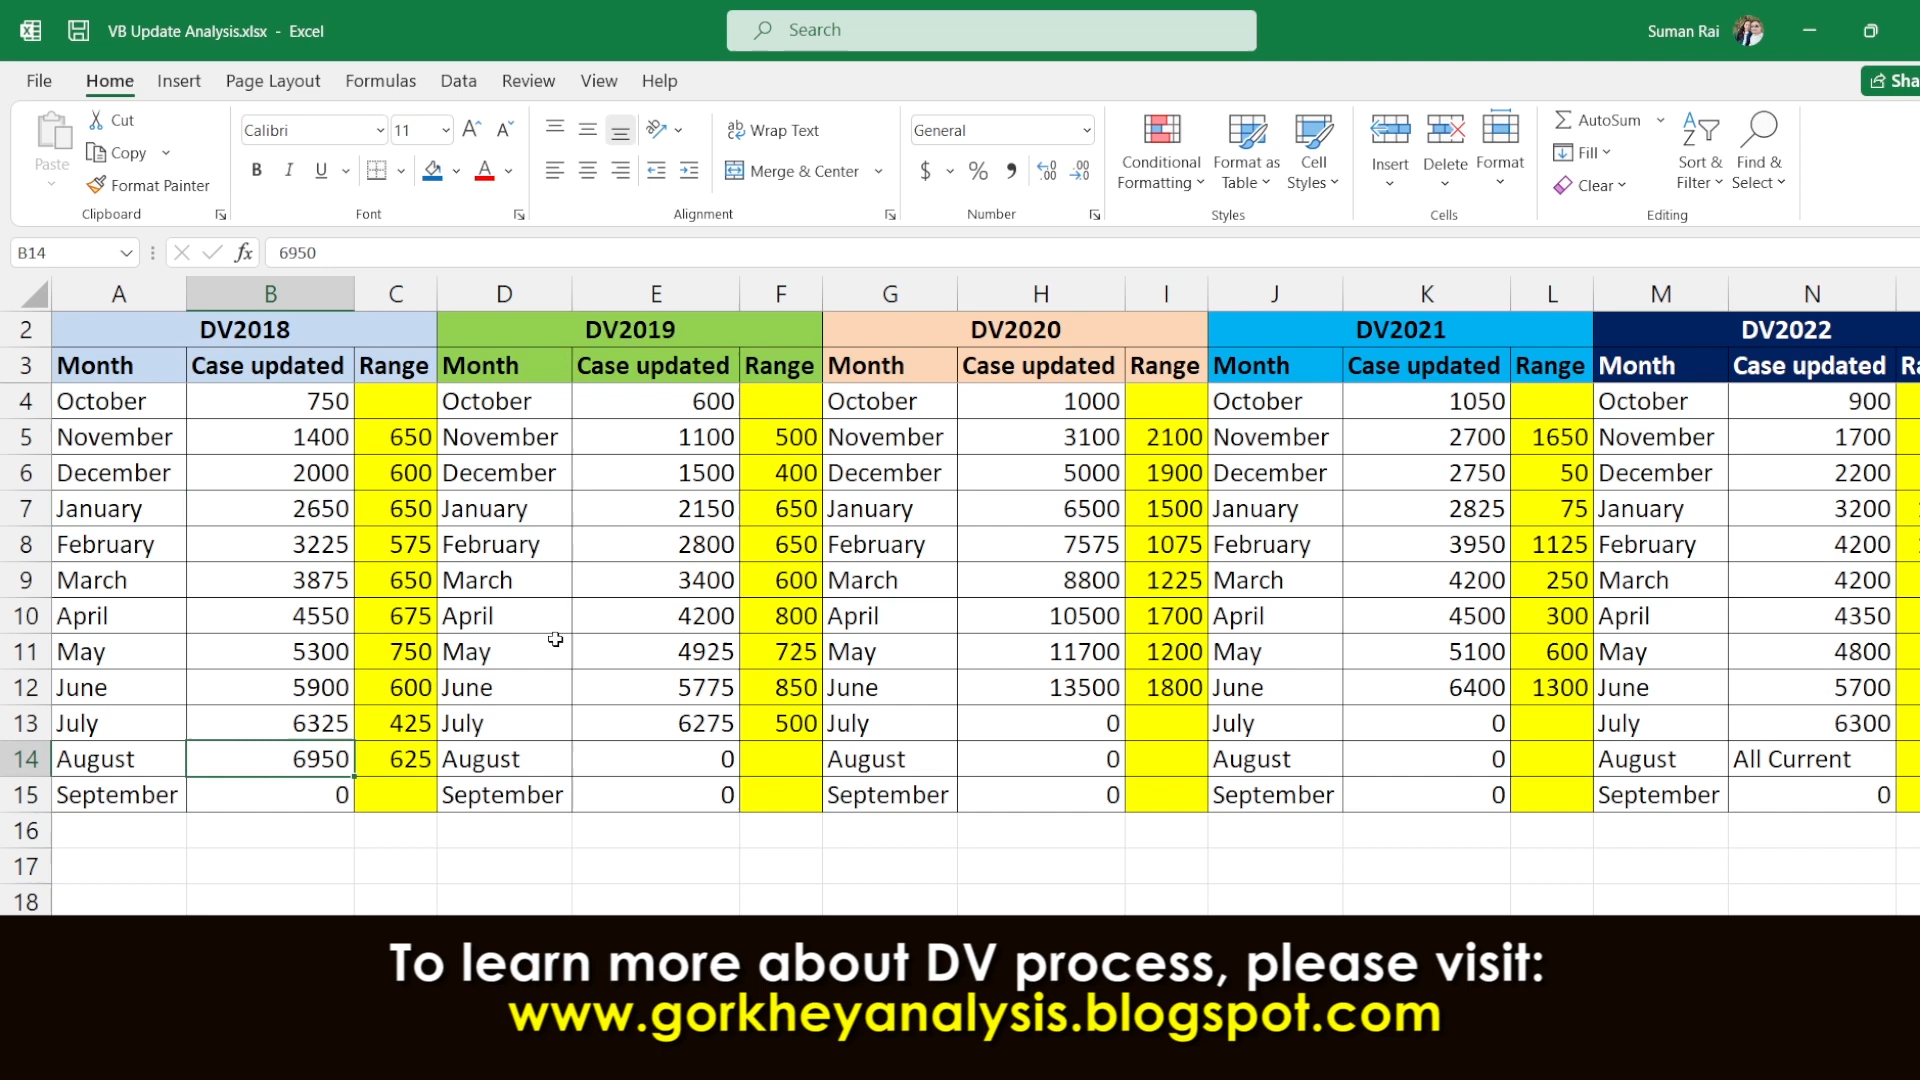 VB Update Analysis.xlsx - Excel
Search
Suman Rai
File Home Insert Page Layout Formulas Data Review View Help
Sha
Paste
Cut
Copy
Format Painter
Clipboard
Calibri 11
B I U A
Font
Wrap Text
Merge & Center
Alignment
General
$ % ,
Number
Conditional Formatting
Format as Table
Cell Styles
Styles
Insert Delete Format
Cells
AutoSum
Fill
Clear
Sort & Filter
Find & Select
Editing
B14 fx 6950
A B C D E F G H I J K L M N
2 DV2018 DV2019 DV2020 DV2021 DV2022
3 Month Case updated Range Month Case updated Range Month Case updated Range Month Case updated Range Month Case updated Ra
4 October 750 October 600 October 1000 October 1050 October 900
5 November 1400 650 November 1100 500 November 3100 2100 November 2700 1650 November 1700
6 December 2000 600 December 1500 400 December 5000 1900 December 2750 50 December 2200
7 January 2650 650 January 2150 650 January 6500 1500 January 2825 75 January 3200
8 February 3225 575 February 2800 650 February 7575 1075 February 3950 1125 February 4200
9 March 3875 650 March 3400 600 March 8800 1225 March 4200 250 March 4200
10 April 4550 675 April 4200 800 April 10500 1700 April 4500 300 April 4350
11 May 5300 750 May 4925 725 May 11700 1200 May 5100 600 May 4800
12 June 5900 600 June 5775 850 June 13500 1800 June 6400 1300 June 5700
13 July 6325 425 July 6275 500 July 0 July 0 July 6300
14 August 6950 625 August 0 August 0 August 0 August All Current
15 September 0 September 0 September 0 September 0 September 0
16
17
18
To learn more about DV process, please visit:
www.gorkheyanalysis.blogspot.com